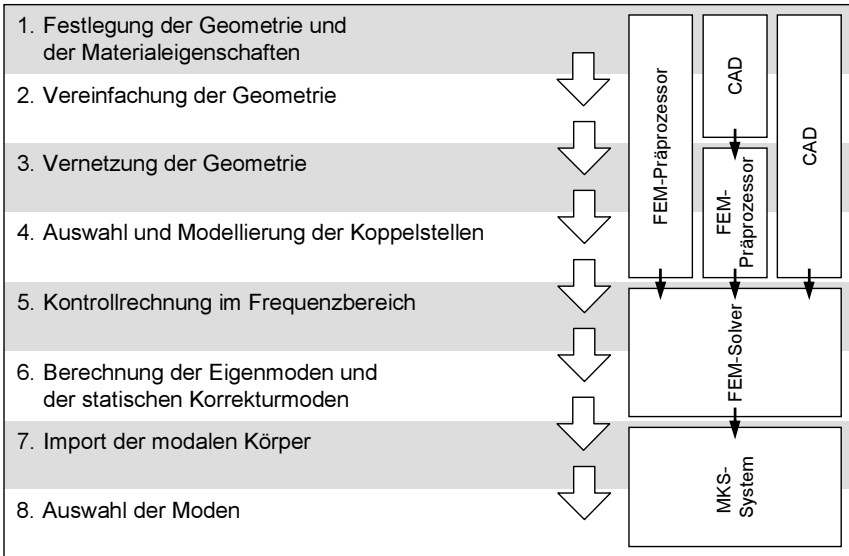 1. Festlegung der Geometrie und
der Materialeigenschaften
2. Vereinfachung der Geometrie
3. Vernetzung der Geometrie
4. Auswahl und Modellierung der Koppelstellen
5. Kontrollrechnung im Frequenzbereich
6. Berechnung der Eigenmoden und
der statischen Korrekturmoden
7. Import der modalen Körper
8. Auswahl der Moden
FEM-Präprozessor
CAD
FEM-
Präprozessor
CAD
FEM-Solver
MKS-
System